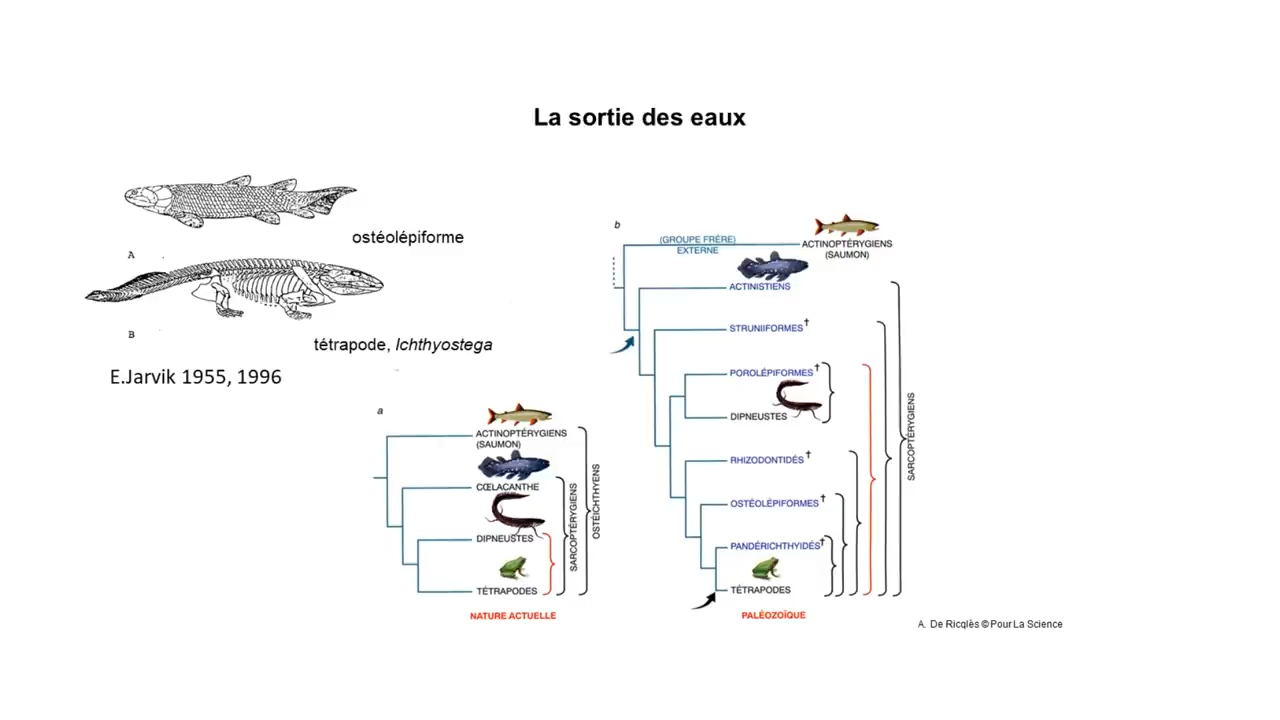 La sortie des eaux
ostéolépiforme
A
B
tétrapode, Ichthyostega
E.Jarvik 1955, 1996
a
ACTINOPTÉRYGIENS
(SAUMON)
CŒLACANTHE
DIPNEUSTES
TÉTRAPODES
SARCOPTÉRYGIENS
OSTÉICHTHYENS
NATURE ACTUELLE
b
(GROUPE FRÈRE)
EXTERNE
ACTINOPTÉRYGIENS
(SAUMON)
ACTINISTIENS
STRUNIIFORMES†
POROLÉPIFORMES†
DIPNEUSTES
RHIZODONTIDÉS†
OSTÉOLÉPIFORMES†
PANDÉRICHTHYIDÉS†
TÉTRAPODES
SARCOPTÉRYGIENS
PALÉOZOÏQUE
A. De Ricqlès ©Pour La Science